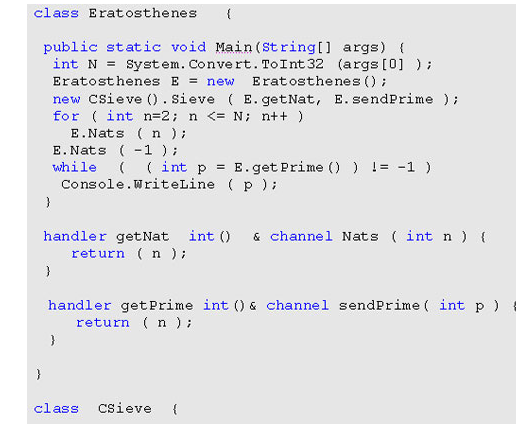 class Eratosthenes {
public static void Main(String[] args) {
int N = System.Convert.ToInt32 (args[0] );
Eratosthenes E = new Eratosthenes();
new CSieve().Sieve ( E.getNat, E.sendPrime );
for ( int n=2; n <= N; n++ )
E.Nats ( n );
E.Nats ( -1 );
while ( ( int p = E.getPrime() ) != -1 )
Console.WriteLine ( p );
}
handler getNat int() & channel Nats ( int n ) {
return ( n );
}
handler getPrime int()& channel sendPrime( int p ) {
return ( n );
}
}
class CSieve {